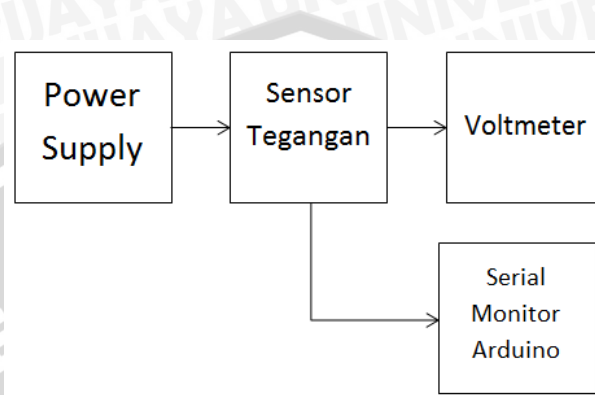 Power
Supply
Sensor
Tegangan
Voltmeter
Serial
Monitor
Arduino